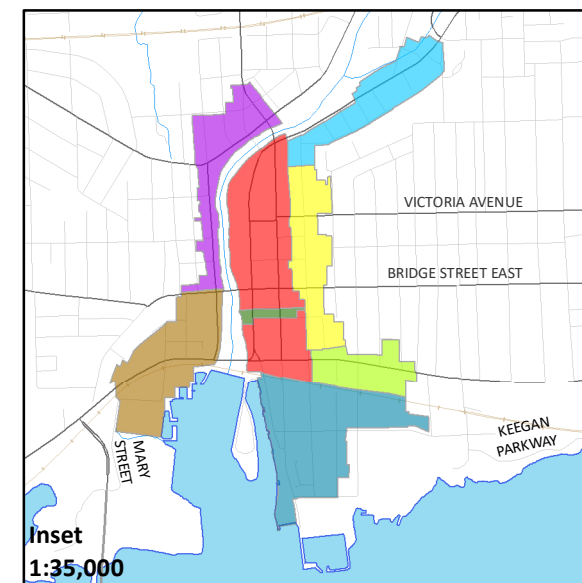 VICTORIA AVENUE
BRIDGE STREET EAST
KEEGAN
PARKWAY
MARY
STREET
Inset
1:35,000